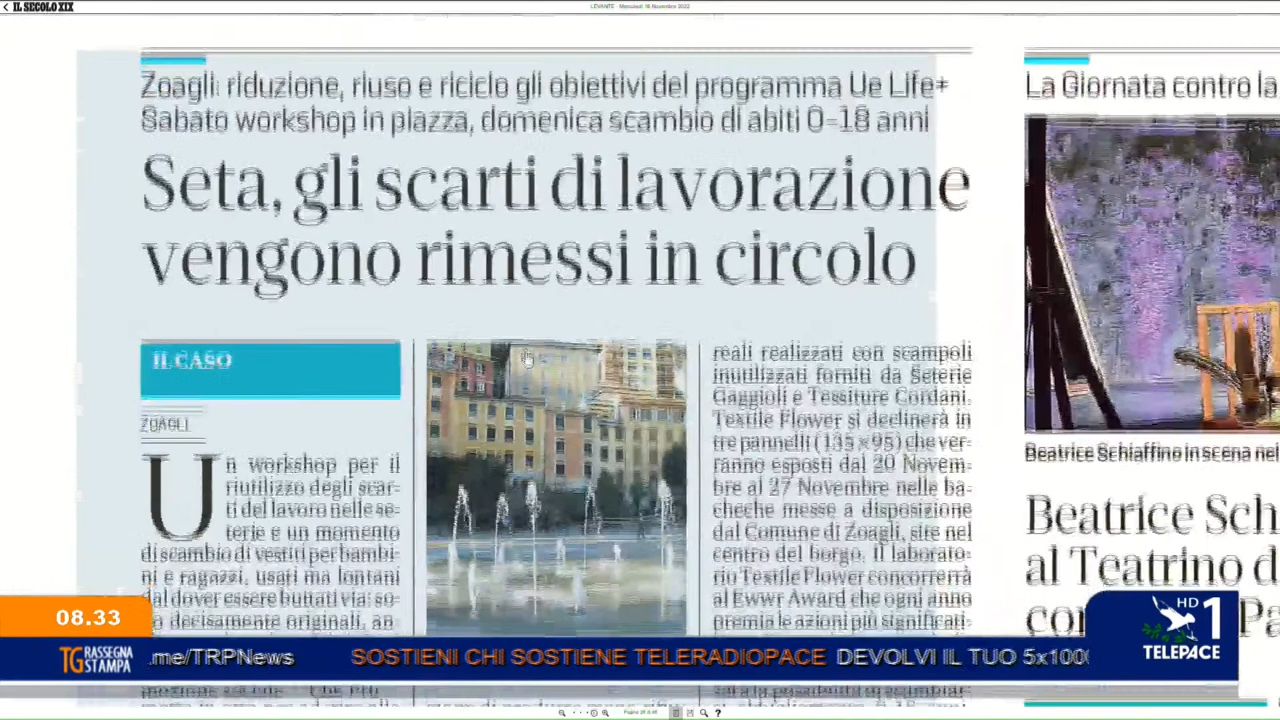 IL SECOLO XIX
LEVANTE - Mercoledì 16 Novembre 2022
Zoagli: riduzione, riuso e riciclo gli obiettivi del programma Ue Life+
Sabato workshop in piazza, domenica scambio di abiti 0-18 anni
Seta, gli scarti di lavorazione
vengono rimessi in circolo
IL CASO
ZOAGLI
Un workshop per il
riutilizzo degli scar-
ti del lavoro nelle se-
terie e un momento
di scambio di vestiti per bambi-
ni e ragazzi, usati ma lontani
dal dover essere buttati via: so-
no decisamente originali, an-
reali realizzati con scampoli
inutilizzati forniti da Seterie
Gaggioli e Tessiture Cordani.
Textile Flower si declinerà in
tre pannelli (135×95) che ver-
ranno esposti dal 20 Novem-
bre al 27 Novembre nelle ba-
cheche messe a disposizione
dal Comune di Zoagli, site nel
centro del borgo. Il laborato-
rio Textile Flower concorrerà
al Ewwr Award che ogni anno
premia le azioni più significati-
La Giornata contro la
Beatrice Schiaffino in scena nel
Beatrice Sch
al Teatrino d
con
Pa
08.33
TG RASSEGNA
STAMPA
.me/TRPNews SOSTIENI CHI SOSTIENE TELERADIOPACE DEVOLVI IL TUO 5x100
HD 1
TELEPACE